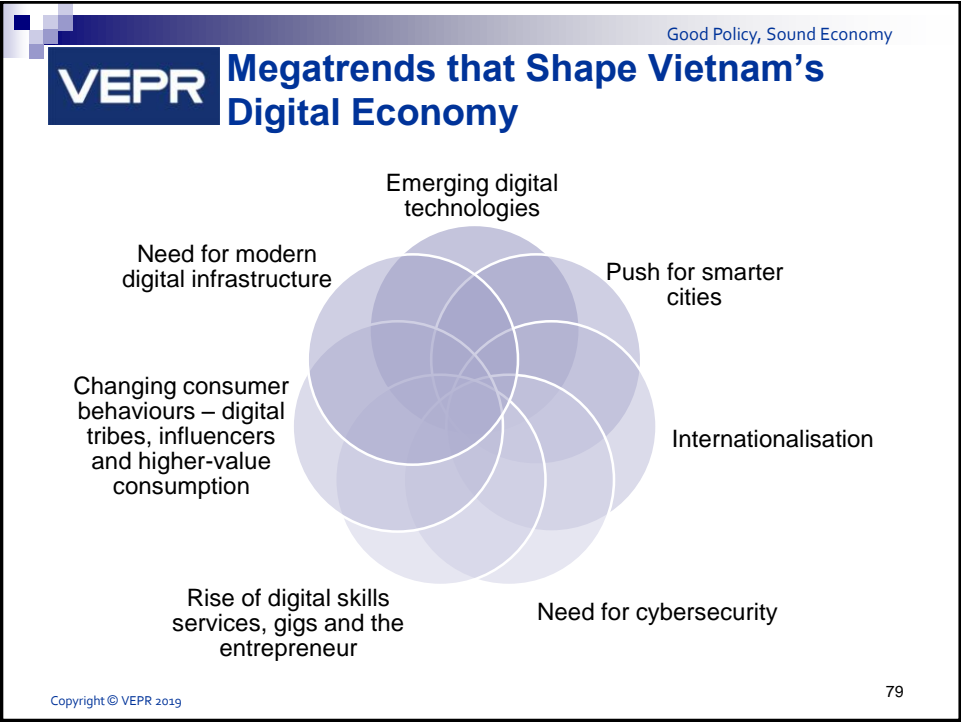 Good Policy, Sound Economy
VEPR
Megatrends that Shape Vietnam's
Digital Economy
Emerging digital
technologies
Need for modern
digital infrastructure
Push for smarter
cities
Changing consumer
behaviours – digital
tribes, influencers
and higher-value
consumption
Internationalisation
Rise of digital skills
services, gigs and the
entrepreneur
Need for cybersecurity
Copyright © VEPR 2019
79